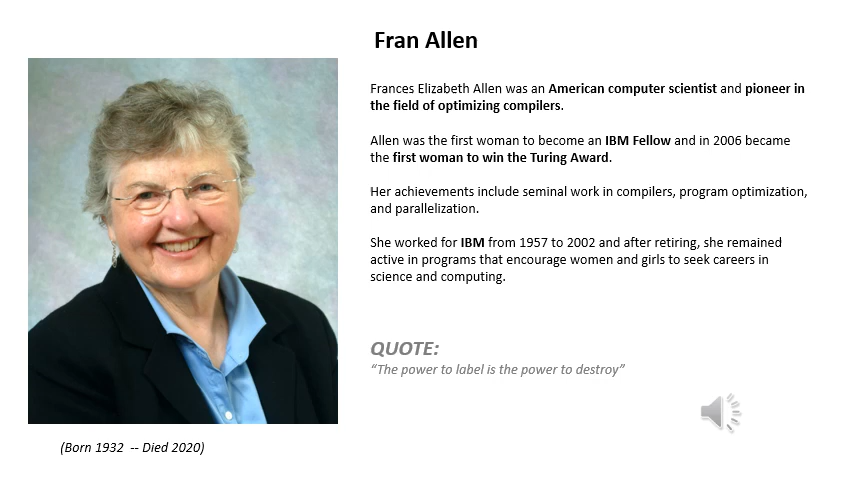 Fran Allen
Frances Elizabeth Allen was an American computer scientist and pioneer in
the field of optimizing compilers.
Allen was the first woman to become an IBM Fellow and in 2006 became
the first woman to win the Turing Award.
Her achievements include seminal work in compilers, program optimization,
and parallelization.
She worked for IBM from 1957 to 2002 and after retiring, she remained
active in programs that encourage women and girls to seek careers in
science and computing.
QUOTE:
“The power to label is the power to destroy”
(Born 1932  -- Died 2020)